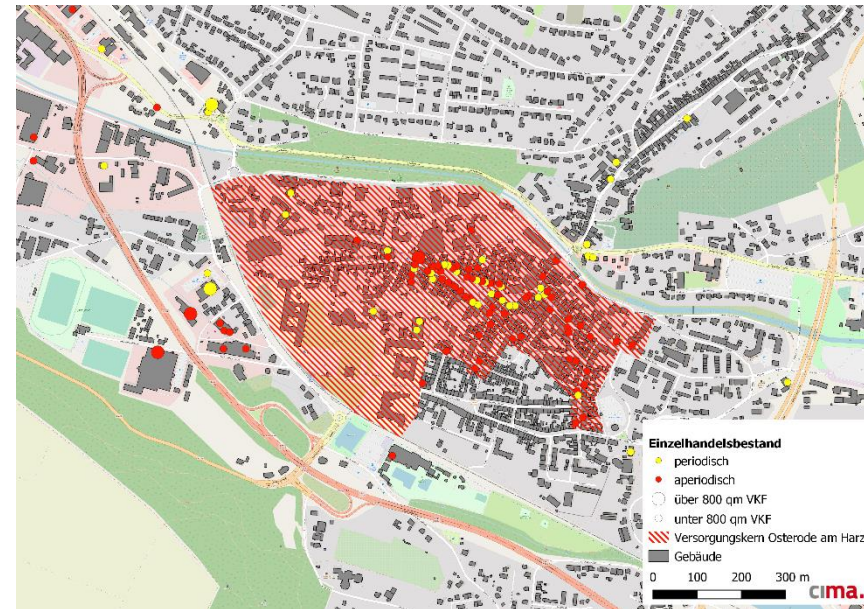 Einzelhandelsbestand
periodisch
aperiodisch
über 800 qm VKF
unter 800 qm VKF
Versorgungskern Osterode am Harz
Gebäude
0 100 200 300 m
cima.